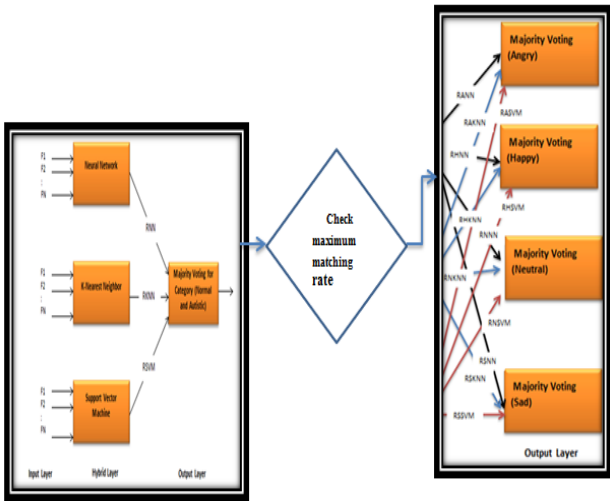 F1
F2
:
FN
Neural Network
RNN
F1
F2
:
FN
K-Nearest Neighbor
RKNN
Majority Voting for
Category (Normal
and Autistic)
F1
F2
:
FN
Support Vector
Machine
RSVM
Input Layer
Hybrid Layer
Output Layer
Check
maximum
matching
rate
Majority Voting
(Angry)
RANN
RAKNN
RASVM
Majority Voting
(Happy)
RHNN
RHKNN
RHSVM
Majority Voting
(Neutral)
RNNN
RNKNN
RNSVM
Majority Voting
(Sad)
RSNN
RSKNN
RSSVM
Output Layer